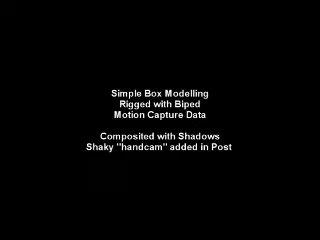 Simple Box Modelling
Rigged with Biped
Motion Capture Data
Composited with Shadows
Shaky "handcam" added in Post